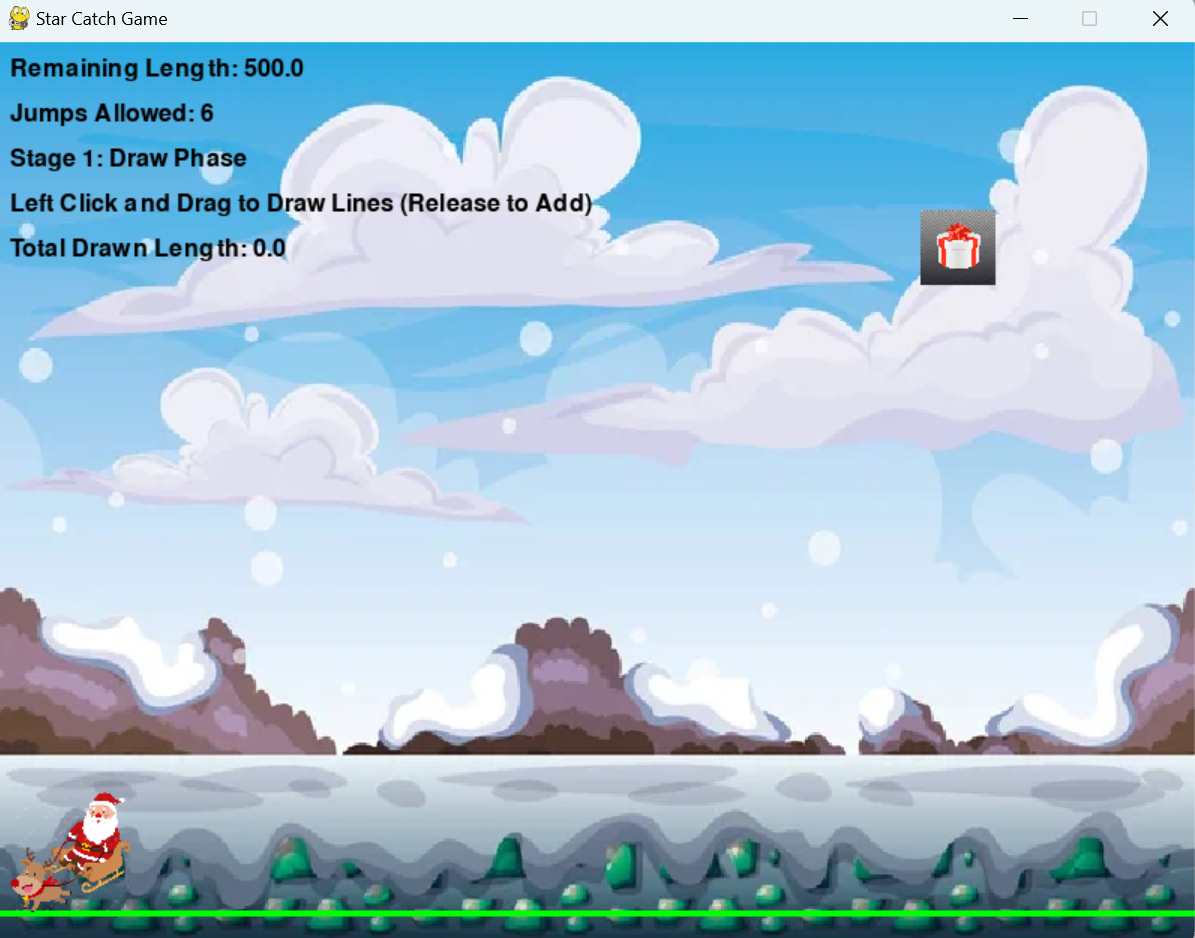 Star Catch Game
Remaining Length: 500.0
Jumps Allowed: 6
Stage 1: Draw Phase
Left Click and Drag to Draw Lines (Release to Add)
Total Drawn Length: 0.0